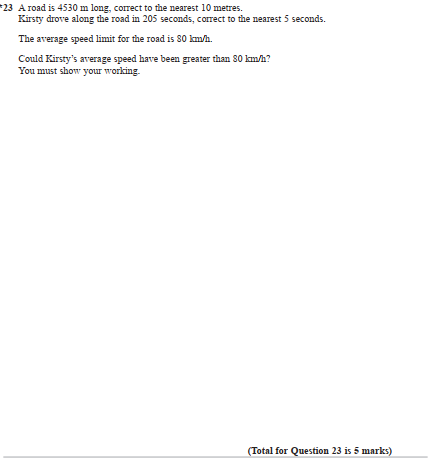 *23 A road is 4530 m long, correct to the nearest 10 metres.
Kirsty drove along the road in 205 seconds, correct to the nearest 5 seconds.
The average speed limit for the road is 80 km/h.
Could Kirsty's average speed have been greater than 80 km/h?
You must show your working.
(Total for Question 23 is 5 marks)